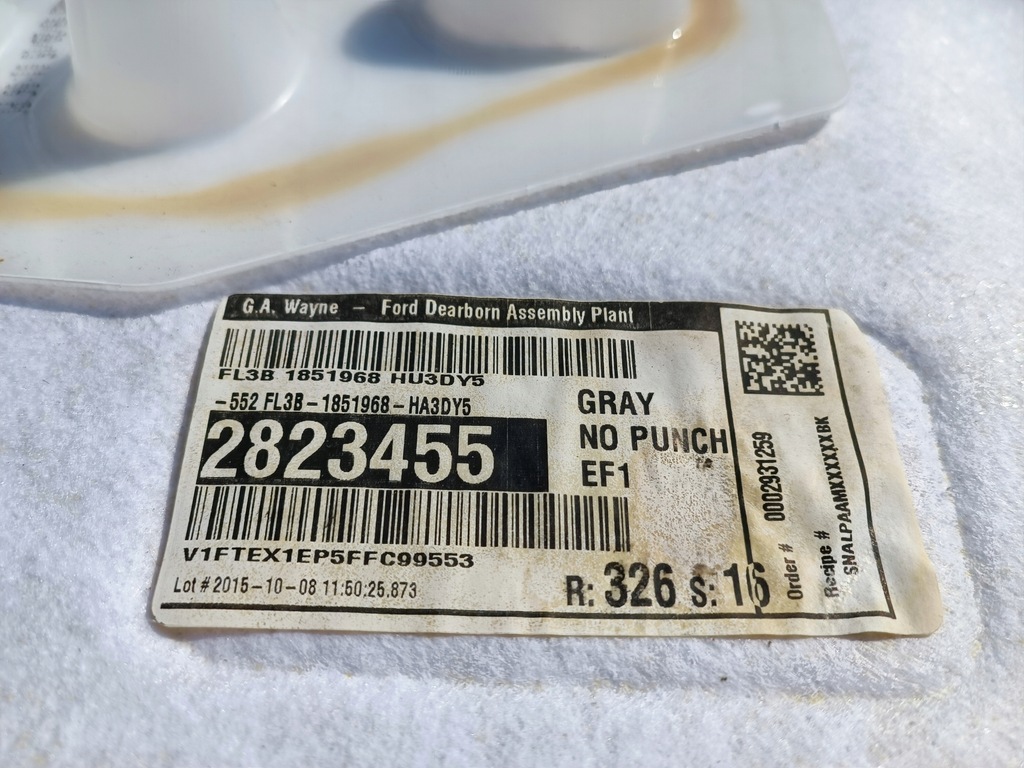 G.A. Wayne – Ford Dearborn Assembly Plant
FL3B 1851968 HU3DY5
-552 FL3B-1851968-HA3DY5
2823455
GRAY
NO PUNCH
EF1
V1FTEX1EP5FFC99553
Lot # 2015-10-08 11:50:25.873
R: 326 S: 16
Order # 0002931259
Recipe #
SNALPAAMXXXXXXBK